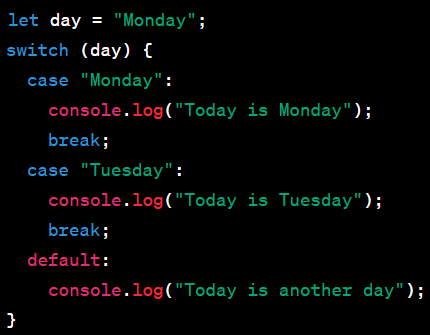 let day = "Monday";
switch (day) {
  case "Monday":
    console.log("Today is Monday");
    break;
  case "Tuesday":
    console.log("Today is Tuesday");
    break;
  default:
    console.log("Today is another day");
}